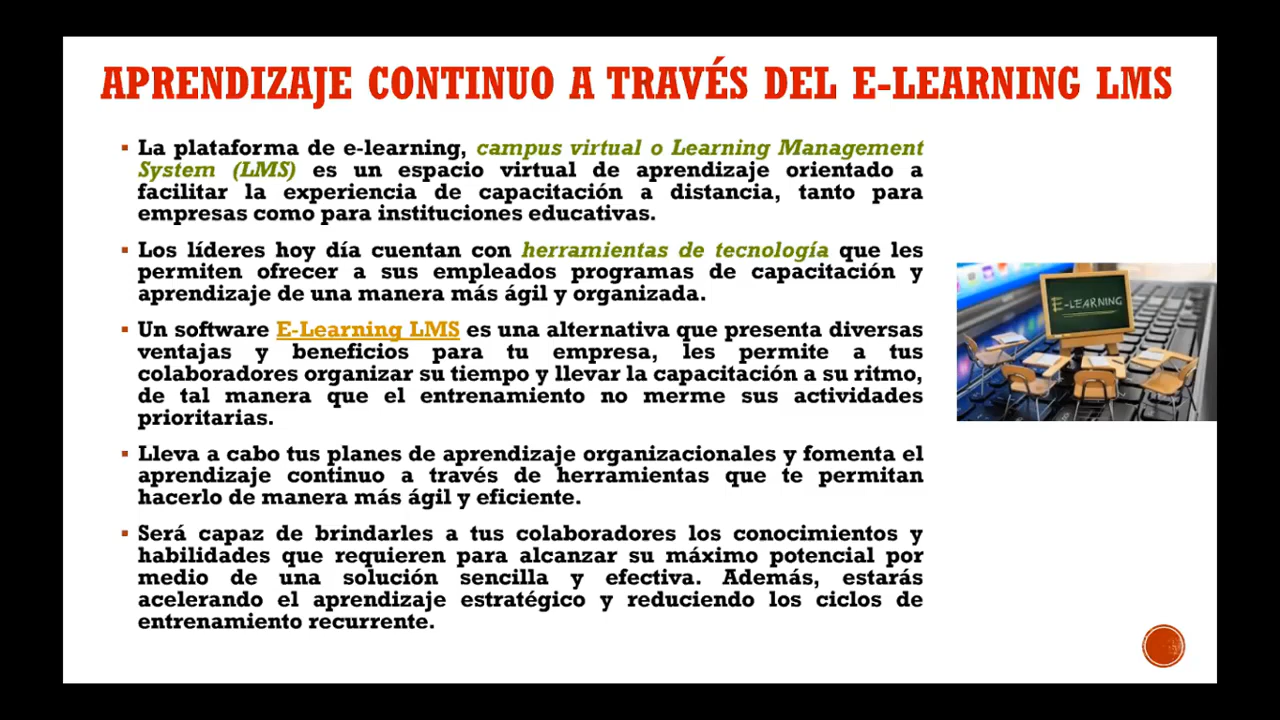 APRENDIZAJE CONTINUO A TRAVÉS DEL E-LEARNING LMS
▪ La plataforma de e-learning, campus virtual o Learning Management
System (LMS) es un espacio virtual de aprendizaje orientado a
facilitar la experiencia de capacitación a distancia, tanto para
empresas como para instituciones educativas.
▪ Los líderes hoy día cuentan con herramientas de tecnología que les
permiten ofrecer a sus empleados programas de capacitación y
aprendizaje de una manera más ágil y organizada.
▪ Un software E-Learning LMS es una alternativa que presenta diversas
ventajas y beneficios para tu empresa, les permite a tus
colaboradores organizar su tiempo y llevar la capacitación a su ritmo,
de tal manera que el entrenamiento no merme sus actividades
prioritarias.
▪ Lleva a cabo tus planes de aprendizaje organizacionales y fomenta el
aprendizaje continuo a través de herramientas que te permitan
hacerlo de manera más ágil y eficiente.
▪ Será capaz de brindarles a tus colaboradores los conocimientos y
habilidades que requieren para alcanzar su máximo potencial por
medio de una solución sencilla y efectiva. Además, estarás
acelerando el aprendizaje estratégico y reduciendo los ciclos de
entrenamiento recurrente.
E-LEARNING